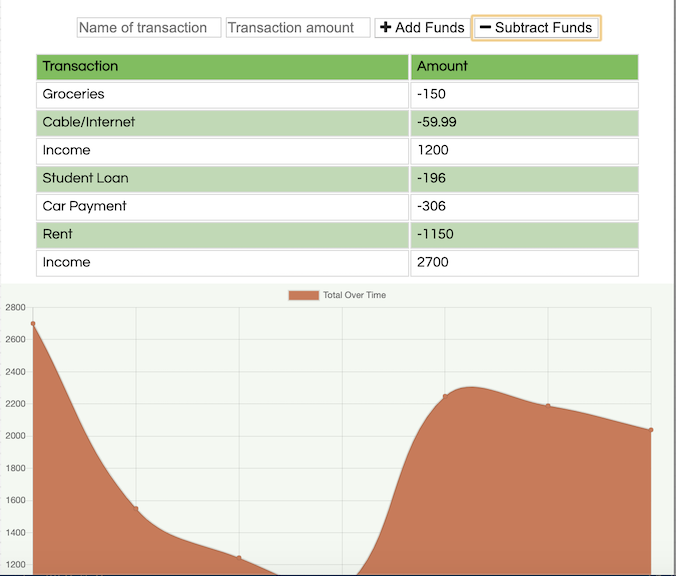 Name of transaction Transaction amount + Add Funds − Subtract Funds
Transaction Amount
Groceries -150
Cable/Internet -59.99
Income 1200
Student Loan -196
Car Payment -306
Rent -1150
Income 2700
Total Over Time
2800
2600
2400
2200
2000
1800
1600
1400
1200